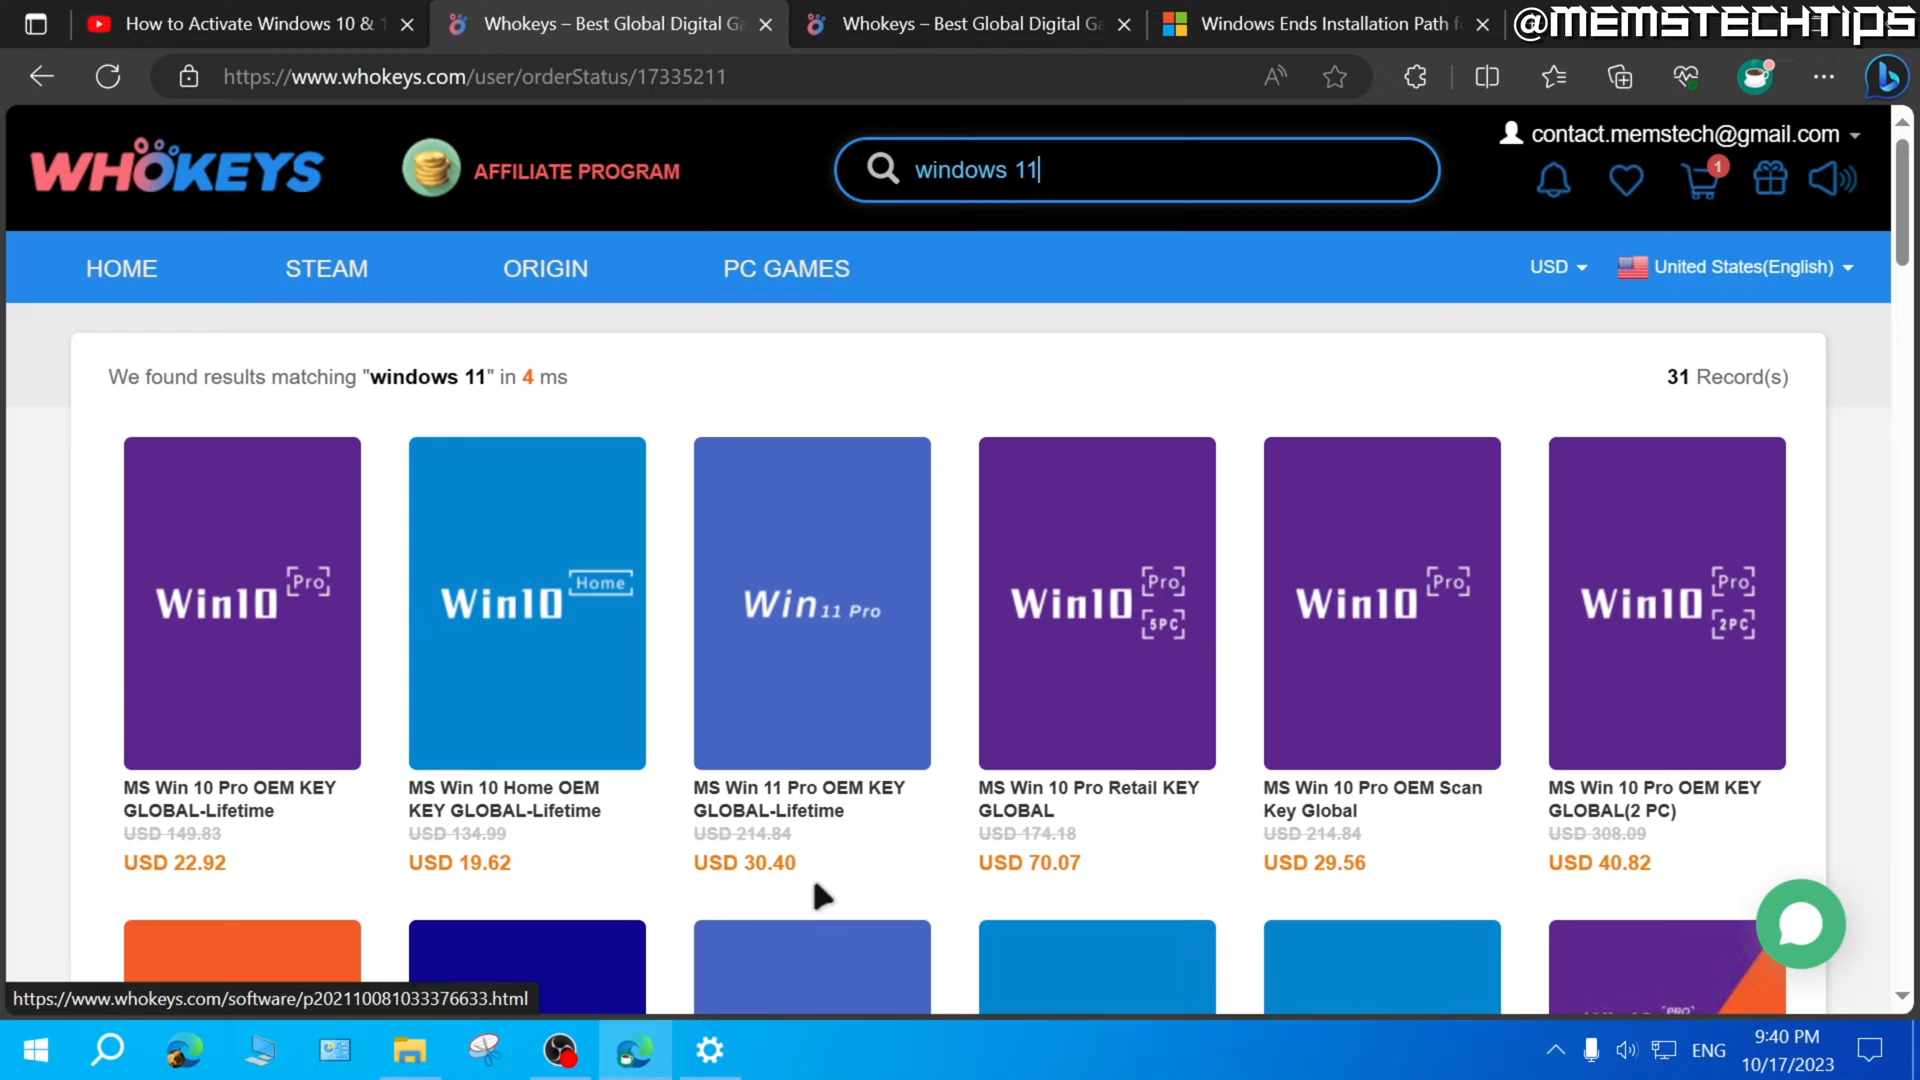 How to Activate Windows 10 & 1
Whokeys – Best Global Digital Ga
Whokeys – Best Global Digital Ga
Windows Ends Installation Path f
@MEMSTECHTIPS
https://www.whokeys.com/user/orderStatus/17335211
WHOKEYS
AFFILIATE PROGRAM
windows 11
contact.memstech@gmail.com
1
HOME
STEAM
ORIGIN
PC GAMES
USD
United States(English)
We found results matching "windows 11" in 4 ms
31 Record(s)
Win10 Pro
Win10 Home
Win 11 Pro
Win10 Pro 5PC
Win10 Pro
Win10 Pro 2PC
MS Win 10 Pro OEM KEY
GLOBAL-Lifetime
USD 149.83
USD 22.92
MS Win 10 Home OEM
KEY GLOBAL-Lifetime
USD 134.99
USD 19.62
MS Win 11 Pro OEM KEY
GLOBAL-Lifetime
USD 214.84
USD 30.40
MS Win 10 Pro Retail KEY
GLOBAL
USD 174.18
USD 70.07
MS Win 10 Pro OEM Scan
Key Global
USD 214.84
USD 29.56
MS Win 10 Pro OEM KEY
GLOBAL(2 PC)
USD 308.09
USD 40.82
https://www.whokeys.com/software/p202110081033376633.html
ENG
9:40 PM
10/17/2023